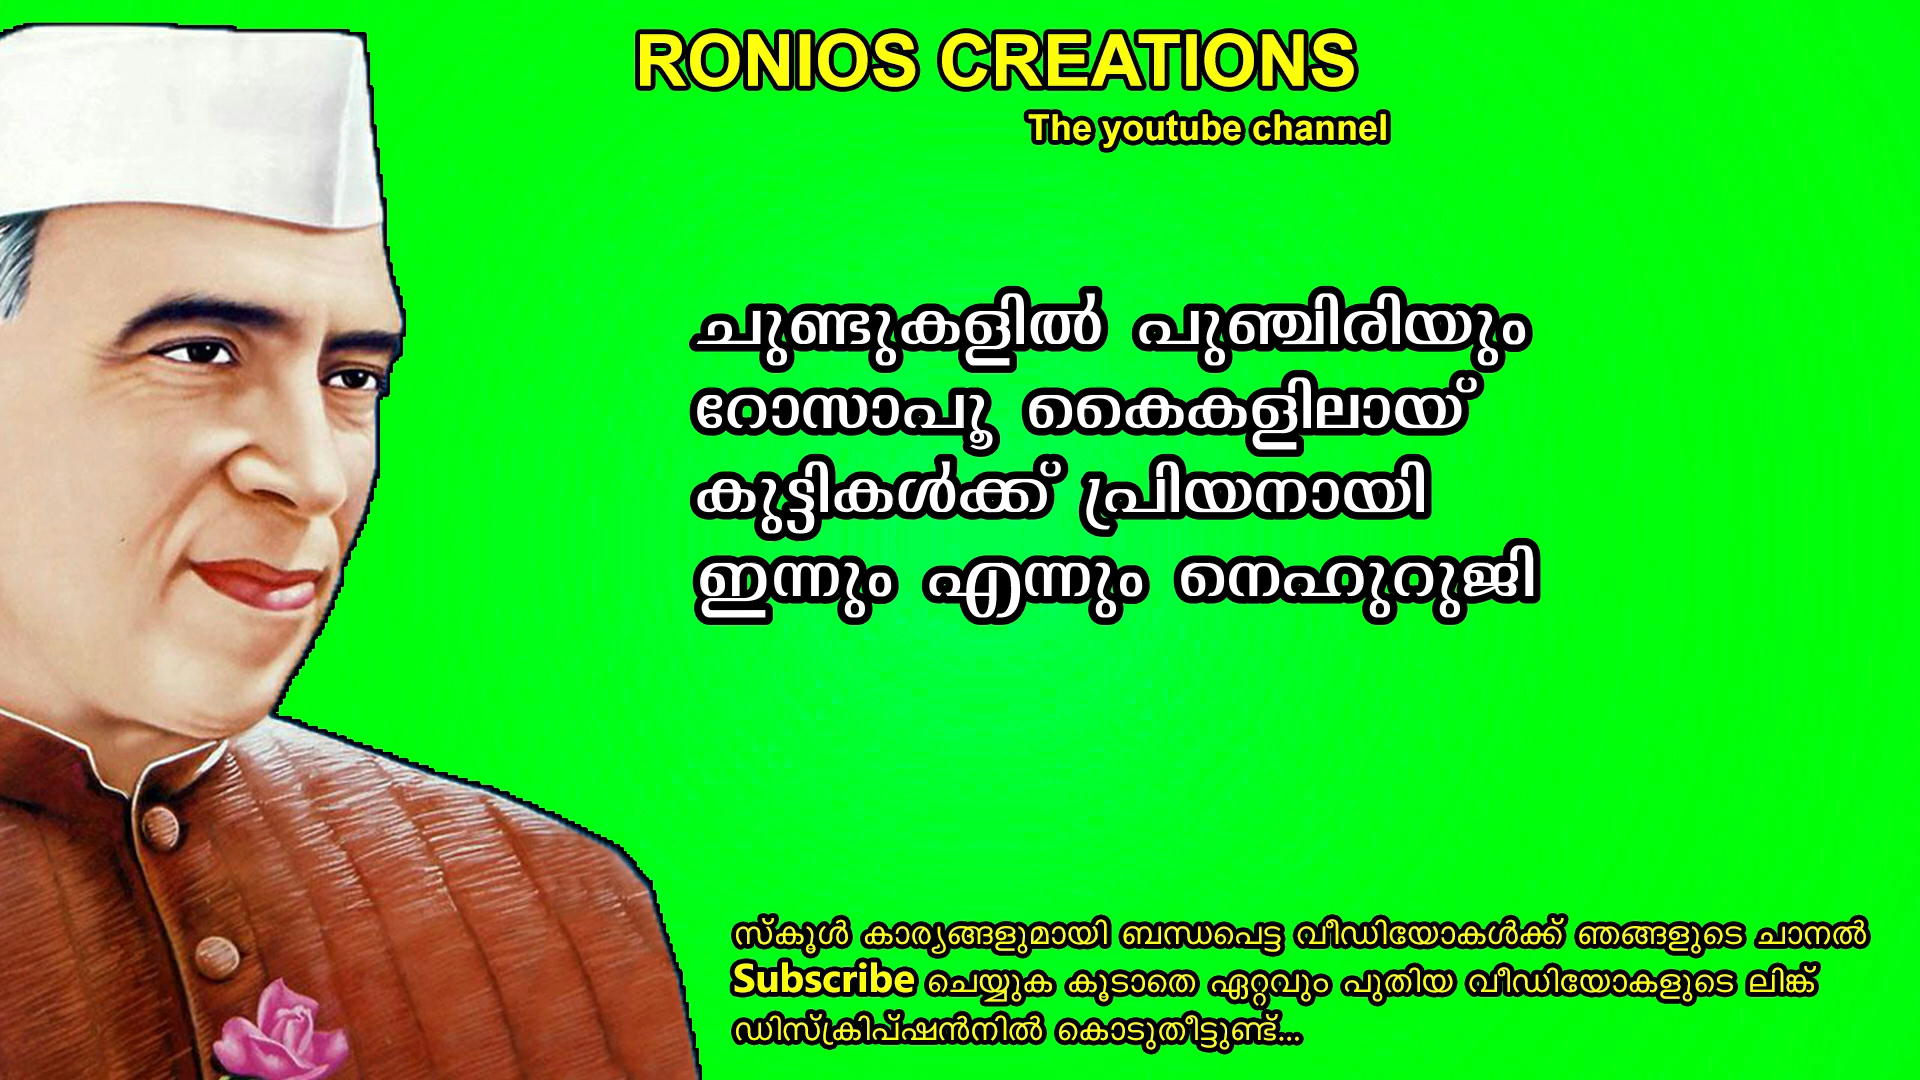 RONIOS CREATIONS
The youtube channel
ചുണ്ടുകളിൽ പുഞ്ചിരിയും
റോസാപൂ കൈകളിലായ്
കുട്ടികൾക്ക് പ്രിയനായി
ഇന്നും എന്നും നെഹുറുജി
സ്കൂൾ കാര്യങ്ങളുമായി ബന്ധപെട്ട വീഡിയോകൾക്ക് ഞങ്ങളുടെ ചാനൽ
Subscribe ചെയ്യുക കൂടാതെ ഏറ്റവും പുതിയ വീഡിയോകളുടെ ലിങ്ക്
ഡിസ്ക്രിപ്ഷൻനിൽ കൊടുതീട്ടുണ്ട്...